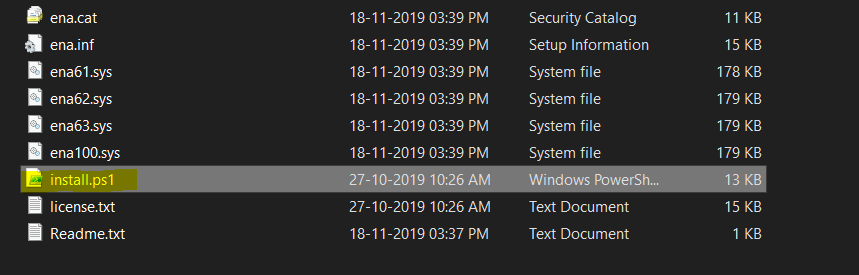 ena.cat 18-11-2019 03:39 PM Security Catalog 11 KB
ena.inf 18-11-2019 03:39 PM Setup Information 15 KB
ena61.sys 18-11-2019 03:39 PM System file 178 KB
ena62.sys 18-11-2019 03:39 PM System file 179 KB
ena63.sys 18-11-2019 03:39 PM System file 179 KB
ena100.sys 18-11-2019 03:39 PM System file 179 KB
install.ps1 27-10-2019 10:26 AM Windows PowerSh... 13 KB
license.txt 27-10-2019 10:26 AM Text Document 15 KB
Readme.txt 18-11-2019 03:37 PM Text Document 1 KB